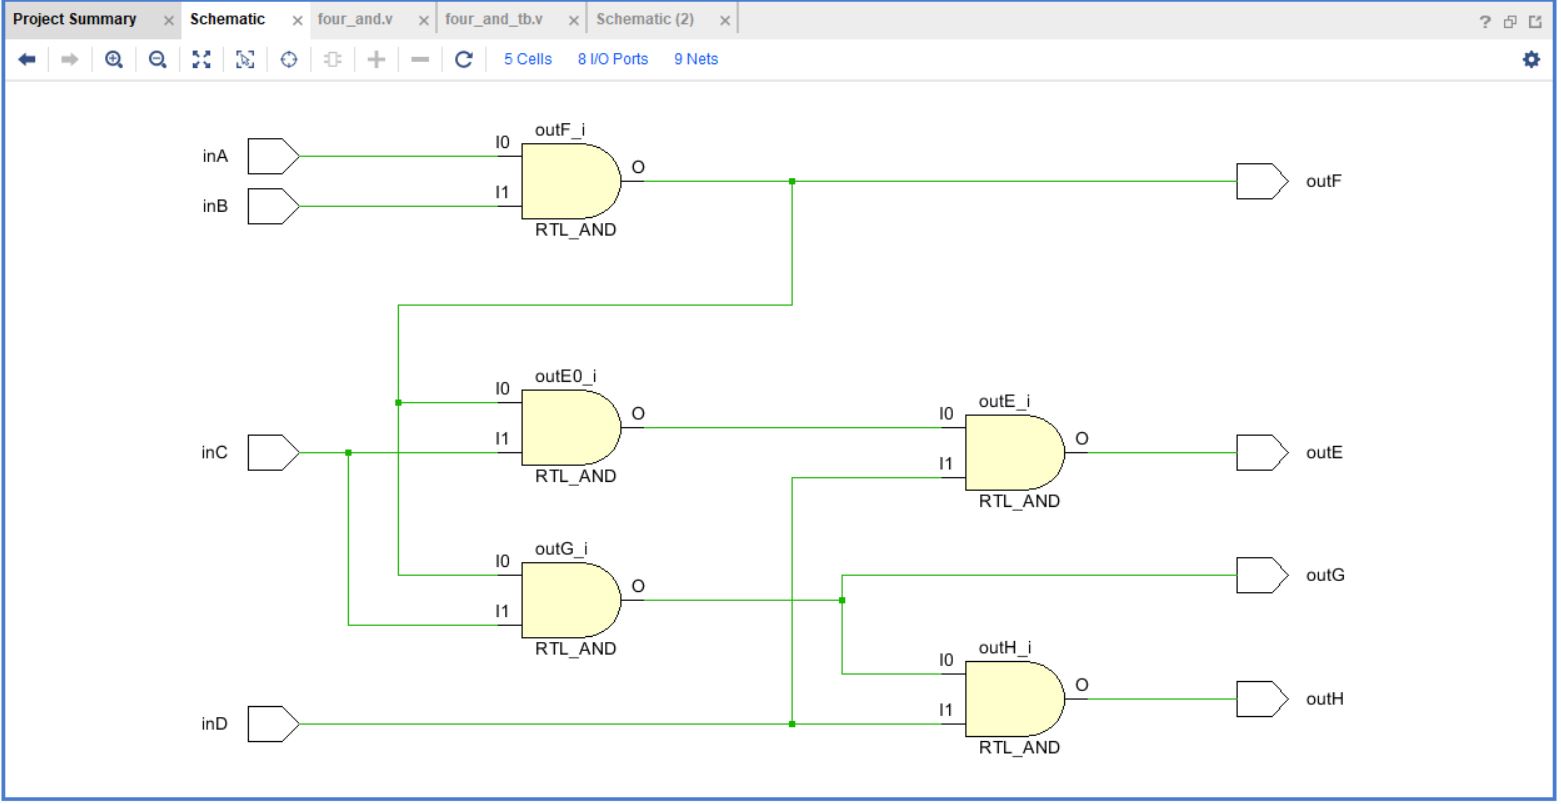 Project Summary × Schematic × four_and.v × four_and_tb.v × Schematic (2) × ?
5 Cells 8 I/O Ports 9 Nets
outF_i
inA I0 O
inB I1 outF
RTL_AND
outE0_i
I0 O outE_i
inC I1 I0 O
RTL_AND I1 outE
RTL_AND
outG_i
I0 O outG
I1
RTL_AND outH_i
I0 O
inD I1 outH
RTL_AND